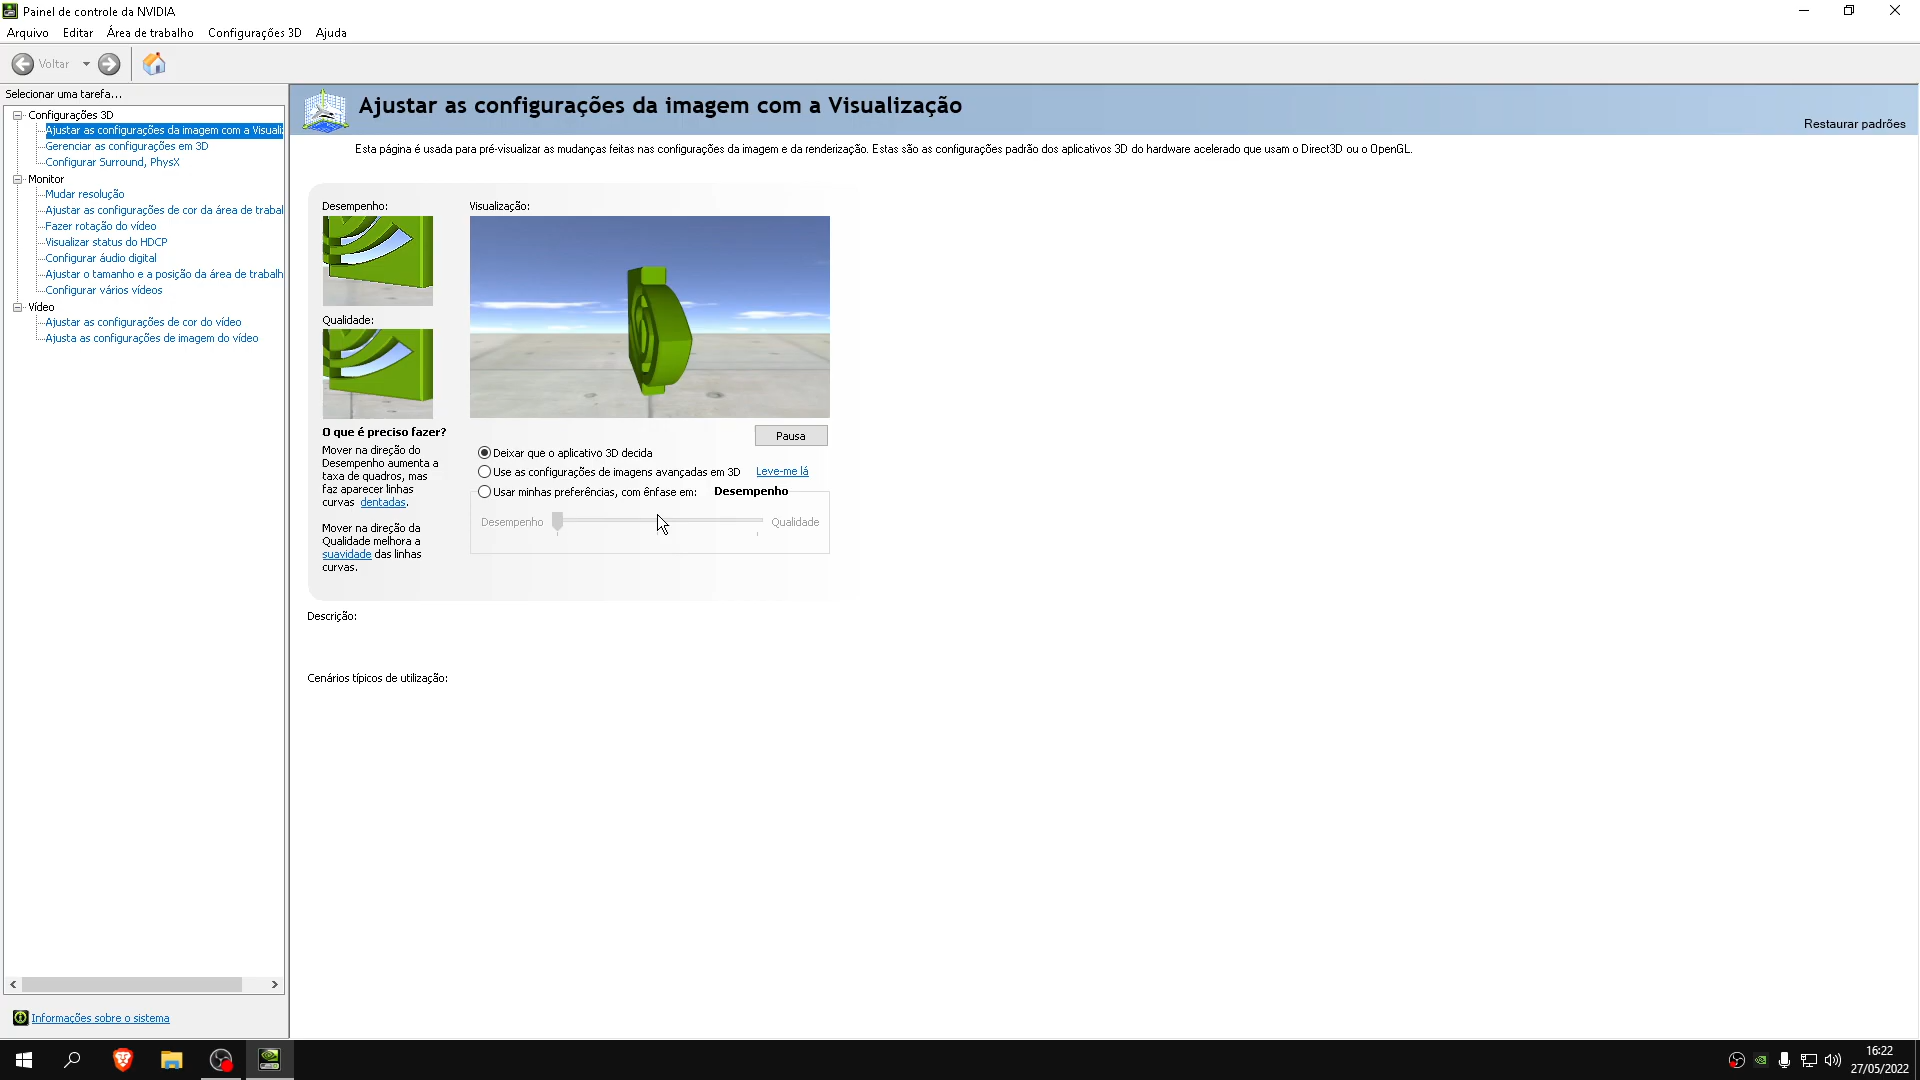 Painel de controle da NVIDIA
Arquivo Editar Área de trabalho Configurações 3D Ajuda
Voltar
Selecionar uma tarefa...
Configurações 3D
Ajustar as configurações da imagem com a Visuali
Gerenciar as configurações em 3D
Configurar Surround, PhysX
Monitor
Mudar resolução
Ajustar as configurações de cor da área de trabal
Fazer rotação do vídeo
Visualizar status do HDCP
Configurar áudio digital
Ajustar o tamanho e a posição da área de trabalh
Configurar vários vídeos
Vídeo
Ajustar as configurações de cor do vídeo
Ajusta as configurações de imagem do vídeo
Informações sobre o sistema
Ajustar as configurações da imagem com a Visualização
Restaurar padrões
Esta página é usada para pré-visualizar as mudanças feitas nas configurações da imagem e da renderização. Estas são as configurações padrão dos aplicativos 3D do hardware acelerado que usam o Direct3D ou o OpenGL.
Desempenho:
Qualidade:
O que é preciso fazer?
Mover na direção do
Desempenho aumenta a
taxa de quadros, mas
faz aparecer linhas
curvas dentadas.
Mover na direção da
Qualidade melhora a
suavidade das linhas
curvas.
Visualização:
Pausa
Deixar que o aplicativo 3D decida
Use as configurações de imagens avançadas em 3D Leve-me lá
Usar minhas preferências, com ênfase em: Desempenho
Desempenho Qualidade
Descrição:
Cenários típicos de utilização:
16:22
27/05/2022